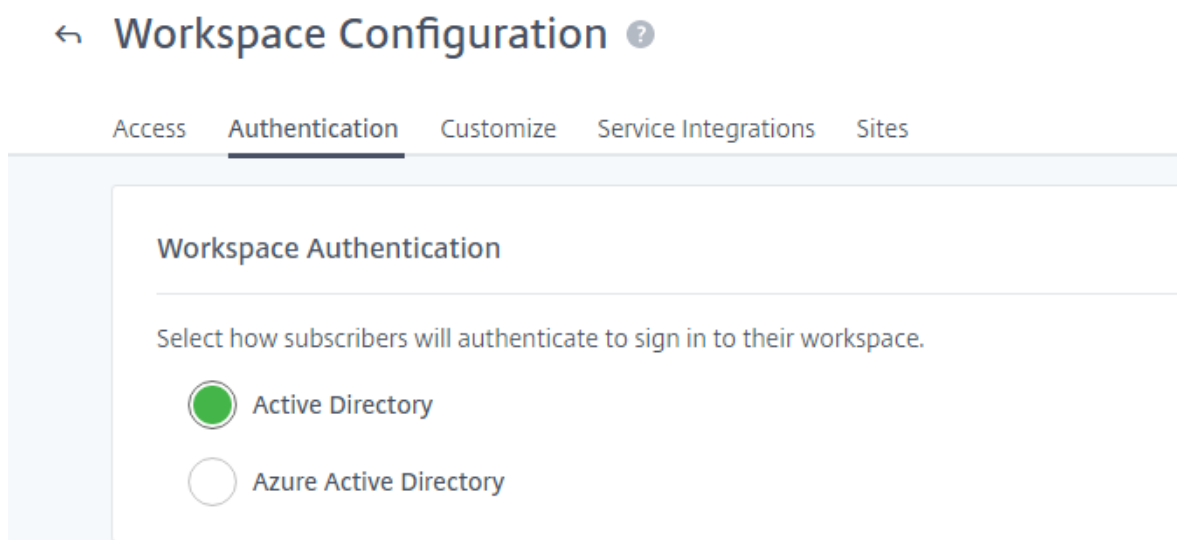 Workspace Configuration ?
Access Authentication Customize Service Integrations Sites
Workspace Authentication
Select how subscribers will authenticate to sign in to their workspace.
Active Directory
Azure Active Directory